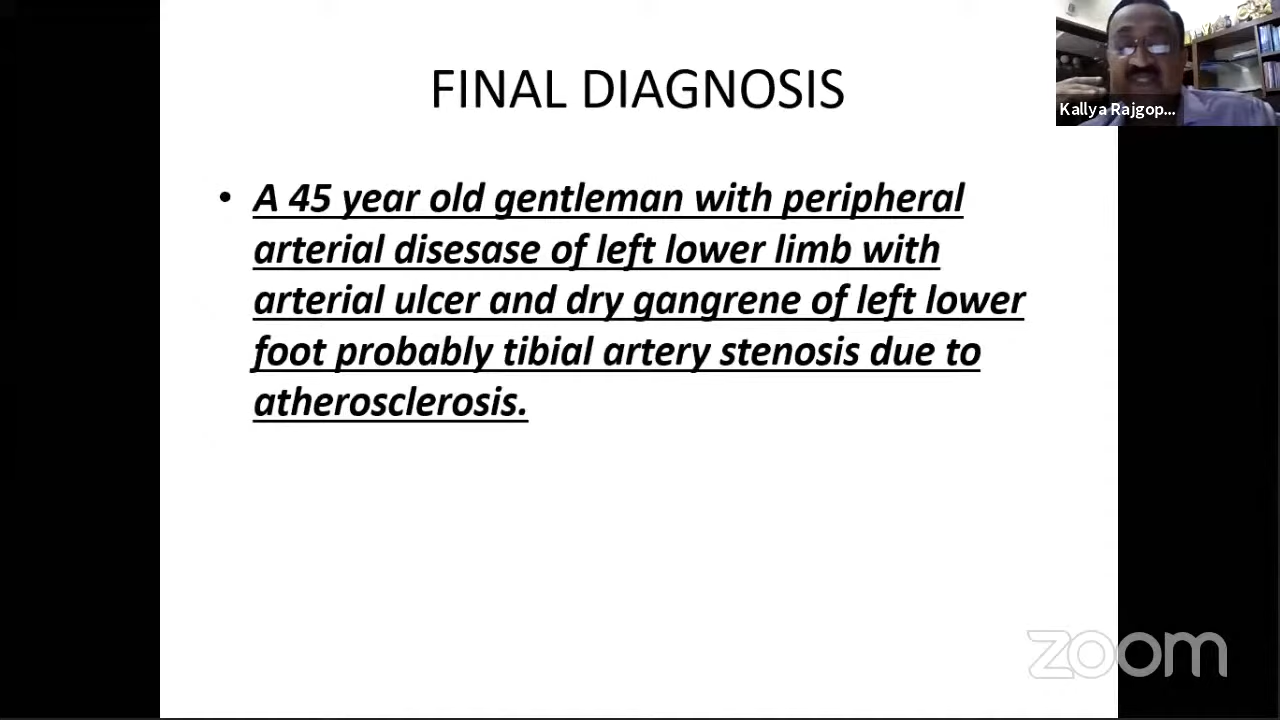 FINAL DIAGNOSIS
Kallya Rajgop...
• A 45 year old gentleman with peripheral
arterial disesase of left lower limb with
arterial ulcer and dry gangrene of left lower
foot probably tibial artery stenosis due to
atherosclerosis.
zoom